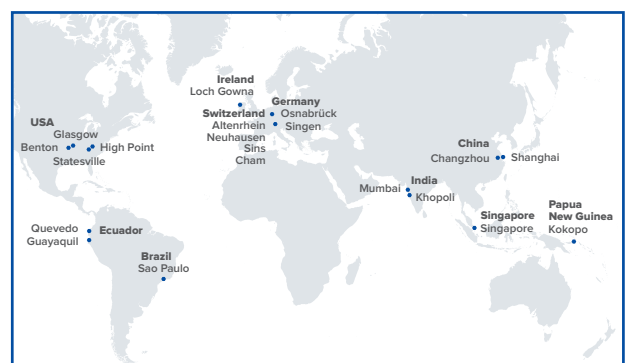 Ireland
Loch Gowna
Germany
Osnabrück
Singen
Switzerland
Altenrhein
Neuhausen
Sins
Cham
USA
Glasgow
Benton
High Point
Statesville
China
Changzhou
Shanghai
India
Mumbai
Khopoli
Papua
New Guinea
Kokopo
Singapore
Singapore
Quevedo
Guayaquil
Ecuador
Brazil
Sao Paulo